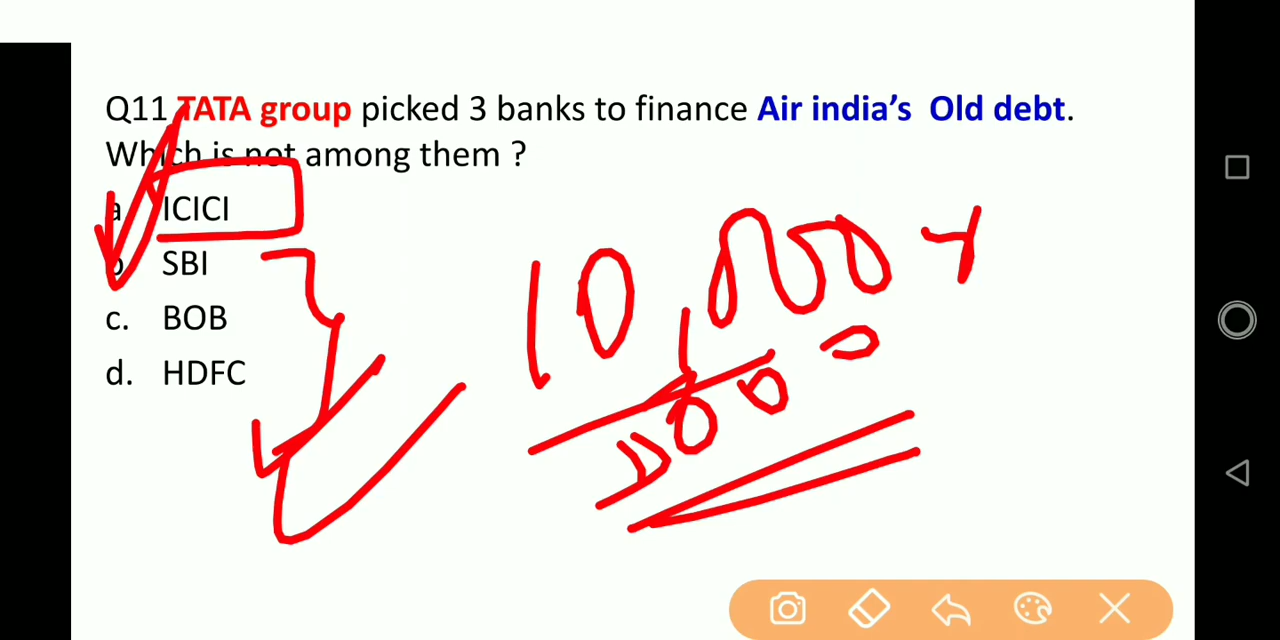 Q11 TATA group picked 3 banks to finance Air india's Old debt.
Which is not among them ?
a ICICI
b SBI
c. BOB
d. HDFC
10,000